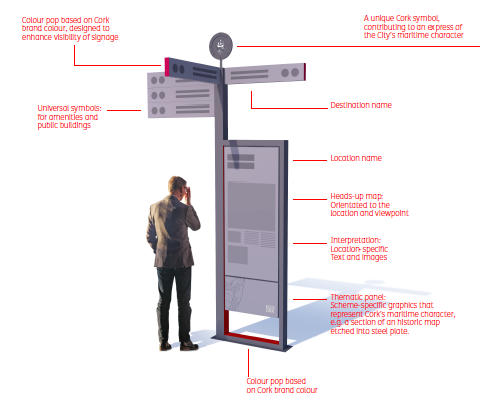 Colour pop based on Cork
brand colour, designed to
enhance visibility of signage
A unique Cork symbol,
contributing to an express of
the City's maritime character
Universal symbols:
for amenities and
public buildings
Destination name
Location name
Heads-up map:
Orientated to the
location and viewpoint
Interpretation:
Location-specific
Text and images
Thematic panel:
Scheme-specific graphics that
represent Cork's maritime character,
e.g. a section of an historic map
etched into steel plate.
Colour pop based
on Cork brand colour